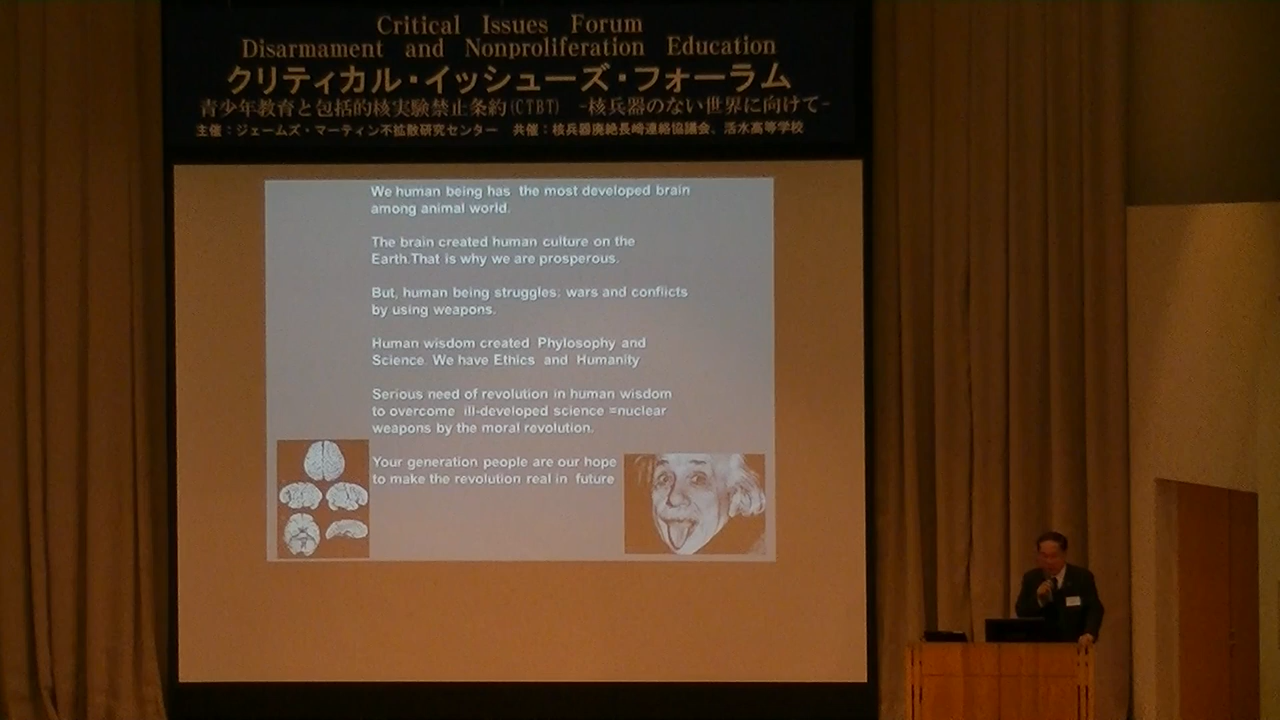 Critical Issues Forum
Disarmament and Nonproliferation Education
クリティカル・イッシューズ・フォーラム
青少年教育と包括的核実験禁止条約(CTBT) -核兵器のない世界に向けて-
主催:ジェームズ・マーティン不拡散研究センター 共催:核兵器廃絶長崎連絡協議会、活水高等学校
We human being has the most developed brain
among animal world.
The brain created human culture on the
Earth.That is why we are prosperous.
But, human being struggles: wars and conflicts
by using weapons.
Human wisdom created Phylosophy and
Science. We have Ethics and Humanity
Serious need of revolution in human wisdom
to overcome ill-developed science =nuclear
weapons by the moral revolution.
Your generation people are our hope
to make the revolution real in future